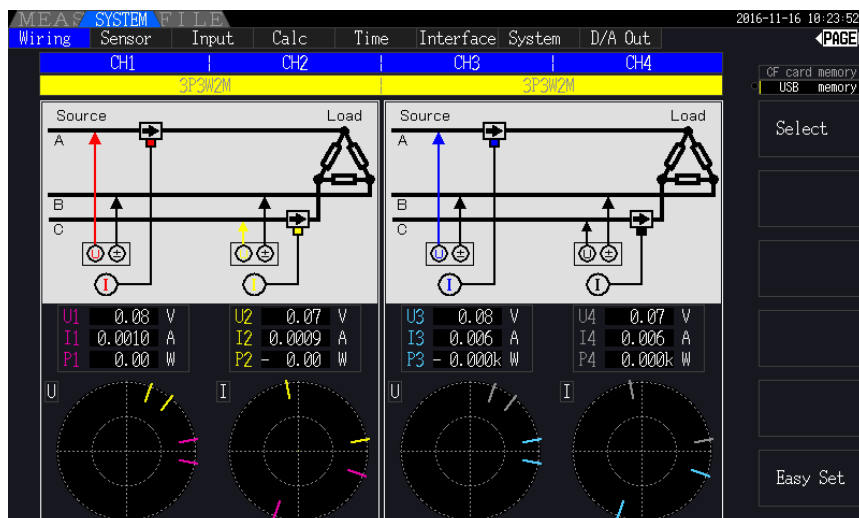 MEAS SYSTEM FILE 2016-11-16 10:23:52
Wiring Sensor Input Calc Time Interface System D/A Out PAGE
CH1 CH2 CH3 CH4
3P3W2M 3P3W2M
CF card memory
USB memory
Select
Source Load Source Load
A A
B B
C C
U ± U ± U ± U ±
I I I I
U1 0.08 V U2 0.07 V U3 0.08 V U4 0.07 V
I1 0.0010 A I2 0.0009 A I3 0.006 A I4 0.006 A
P1 0.00 W P2 - 0.00 W P3 - 0.000k W P4 0.000k W
U I U I
Easy Set